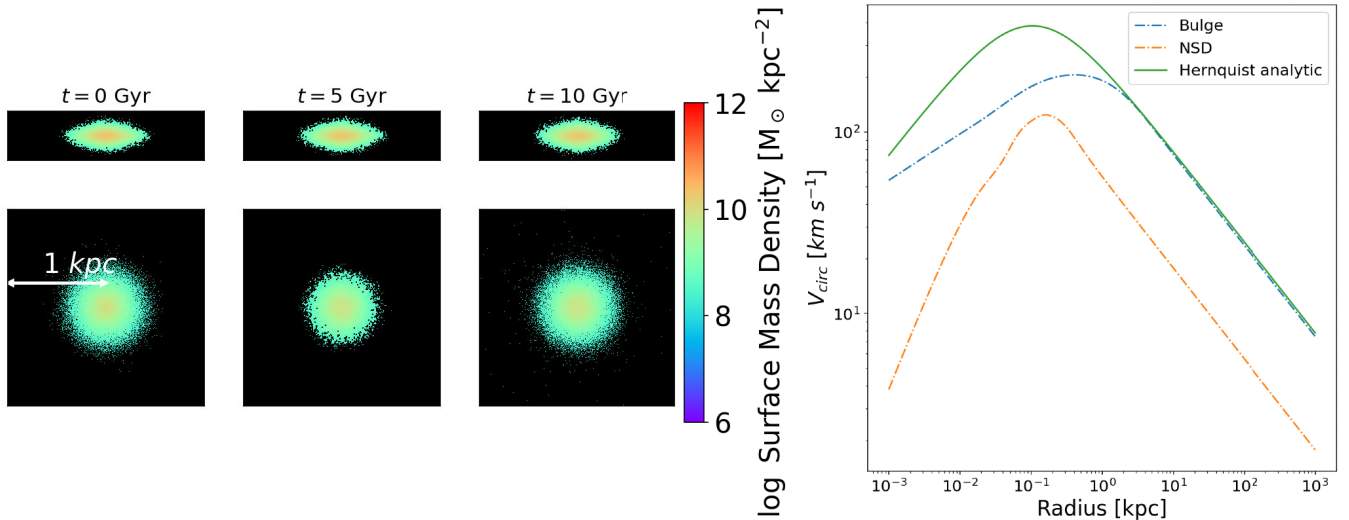 t = 0 Gyr
t = 5 Gyr
t = 10 Gyr
1 kpc
12
10
8
6
log Surface Mass Density [M⊙ kpc⁻²]
Bulge
NSD
Hernquist analytic
10²
10¹
V_circ [km s⁻¹]
10⁻³ 10⁻² 10⁻¹ 10⁰ 10¹ 10² 10³
Radius [kpc]